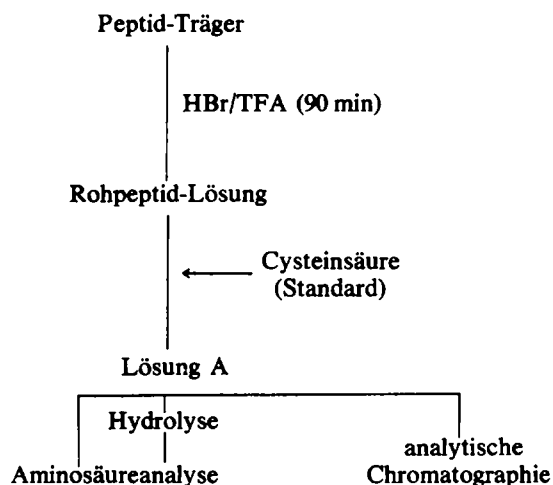 Peptid-Träger
HBr/TFA (90 min)
Rohpeptid-Lösung
Cysteinsäure
(Standard)
Lösung A
Hydrolyse
Aminosäureanalyse
analytische
Chromatographie